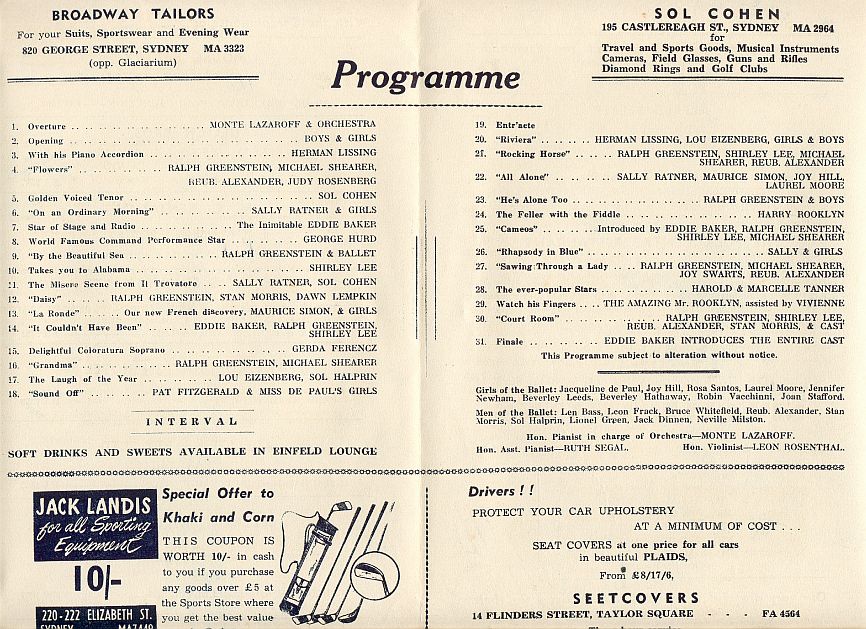 BROADWAY TAILORS
For your Suits, Sportswear and Evening Wear
820 GEORGE STREET, SYDNEY MA 3323
(opp. Glaciarium)
SOL COHEN
195 CASTLEREAGH ST., SYDNEY MA 2964
for
Travel and Sports Goods, Musical Instruments
Cameras, Field Glasses, Guns and Rifles
Diamond Rings and Golf Clubs
Programme
1. Overture . . . . . . . . . . MONTE LAZAROFF & ORCHESTRA
2. Opening . . . . . . . . . . BOYS & GIRLS
3. With his Piano Accordion . . . . . . . . . . HERMAN LISSING
4. "Flowers" . . . . . . RALPH GREENSTEIN, MICHAEL SHEARER,
REUB. ALEXANDER, JUDY ROSENBERG
5. Golden Voiced Tenor . . . . . . . . . . SOL COHEN
6. "On an Ordinary Morning" . . . . . . SALLY RATNER & GIRLS
7. Star of Stage and Radio . . . . . . The Inimitable EDDIE BAKER
8. World Famous Command Performance Star . . . . . . GEORGE HURD
9. "By the Beautiful Sea . . . . . . RALPH GREENSTEIN & BALLET
10. Takes you to Alabama . . . . . . . . . . SHIRLEY LEE
11. The Misere Scene from Il Trovatore . . . . SALLY RATNER, SOL COHEN
12. "Daisy" . . . . RALPH GREENSTEIN, STAN MORRIS, DAWN LEMPKIN
13. "La Ronde" . . . . Our new French discovery, MAURICE SIMON, & GIRLS
14. "It Couldn't Have Been" . . . . EDDIE BAKER, RALPH GREENSTEIN,
SHIRLEY LEE
15. Delightful Coloratura Soprano . . . . . . . . GERDA FERENCZ
16. "Grandma" . . . . . . RALPH GREENSTEIN, MICHAEL SHEARER
17. The Laugh of the Year . . . . . . LOU EIZENBERG, SOL HALPRIN
18. "Sound Off" . . . . . . PAT FITZGERALD & MISS DE PAUL'S GIRLS
INTERVAL
SOFT DRINKS AND SWEETS AVAILABLE IN EINFELD LOUNGE
19. Entr'acte
20. "Riviera" . . . . . . HERMAN LISSING, LOU EIZENBERG, GIRLS & BOYS
21. "Rocking Horse" . . . . . RALPH GREENSTEIN, SHIRLEY LEE, MICHAEL
SHEARER, REUB. ALEXANDER
22. "All Alone" . . . . . . SALLY RATNER, MAURICE SIMON, JOY HILL,
LAUREL MOORE
23. "He's Alone Too . . . . . . . . . . RALPH GREENSTEIN & BOYS
24. The Feller with the Fiddle . . . . . . . . . . HARRY ROOKLYN
25. "Cameos" . . . . . . Introduced by EDDIE BAKER, RALPH GREENSTEIN,
SHIRLEY LEE, MICHAEL SHEARER
26. "Rhapsody in Blue" . . . . . . . . . . SALLY & GIRLS
27. "Sawing Through a Lady . . . . RALPH GREENSTEIN, MICHAEL SHEARER,
JOY SWARTS, REUB. ALEXANDER
28. The ever-popular Stars . . . . . . HAROLD & MARCELLE TANNER
29. Watch his Fingers . . . THE AMAZING Mr. ROOKLYN, assisted by VIVIENNE
30. "Court Room" . . . . . . RALPH GREENSTEIN, SHIRLEY LEE,
REUB. ALEXANDER, STAN MORRIS, & CAST
31. Finale . . . . . . EDDIE BAKER INTRODUCES THE ENTIRE CAST
This Programme subject to alteration without notice.
Girls of the Ballet: Jacqueline de Paul, Joy Hill, Rosa Santos, Laurel Moore, Jennifer
Newham, Beverley Leeds, Beverley Hathaway, Robin Vacchinni, Joan Stafford.
Men of the Ballet: Len Bass, Leon Frack, Bruce Whitefield, Reub. Alexander, Stan
Morris, Sol Halprin, Lionel Green, Jack Dinnen, Neville Milston.
Hon. Pianist in charge of Orchestra—MONTE LAZAROFF.
Hon. Asst. Pianist—RUTH SEGAL. Hon. Violinist—LEON ROSENTHAL.
JACK LANDIS
for all Sporting
Equipment
10/-
220-222 ELIZABETH ST.
SYDNEY MA7449
Special Offer to
Khaki and Corn
THIS COUPON IS
WORTH 10/- in cash
to you if you purchase
any goods over £5 at
the Sports Store where
you get the best value
Drivers ! !
PROTECT YOUR CAR UPHOLSTERY
AT A MINIMUM OF COST . . .
SEAT COVERS at one price for all cars
in beautiful PLAIDS,
From £8/17/6,
SEETCOVERS
14 FLINDERS STREET, TAYLOR SQUARE - - - FA 4564